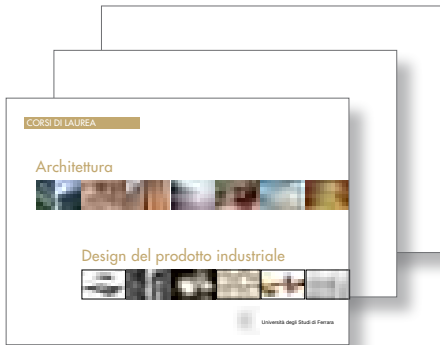 CORSI DI LAUREA
Architettura
Design del prodotto industriale
Università degli Studi di Ferrara